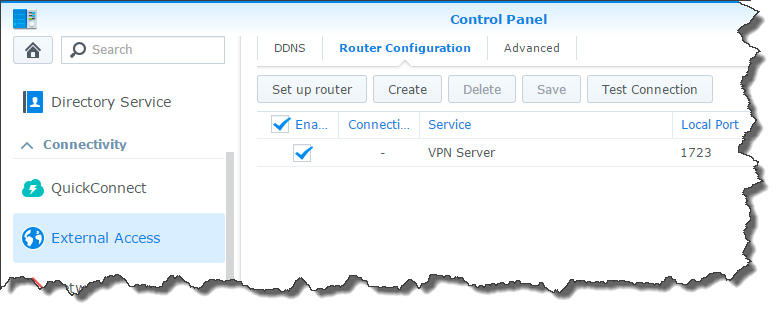 Control Panel
Search
DDNS Router Configuration Advanced
Set up router Create Delete Save Test Connection
Directory Service
Ena... Connecti... Service Local Port
Connectivity
- VPN Server 1723
QuickConnect
External Access